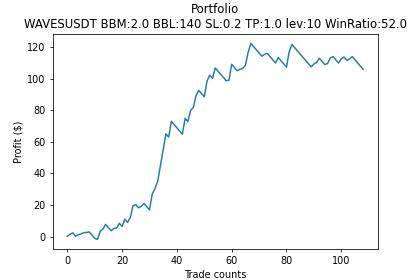 Portfolio
WAVESUSDT BBM:2.0 BBL:140 SL:0.2 TP:1.0 lev:10 WinRatio:52.0
120
100
80
60
40
20
0
Profit ($)
0 20 40 60 80 100
Trade counts